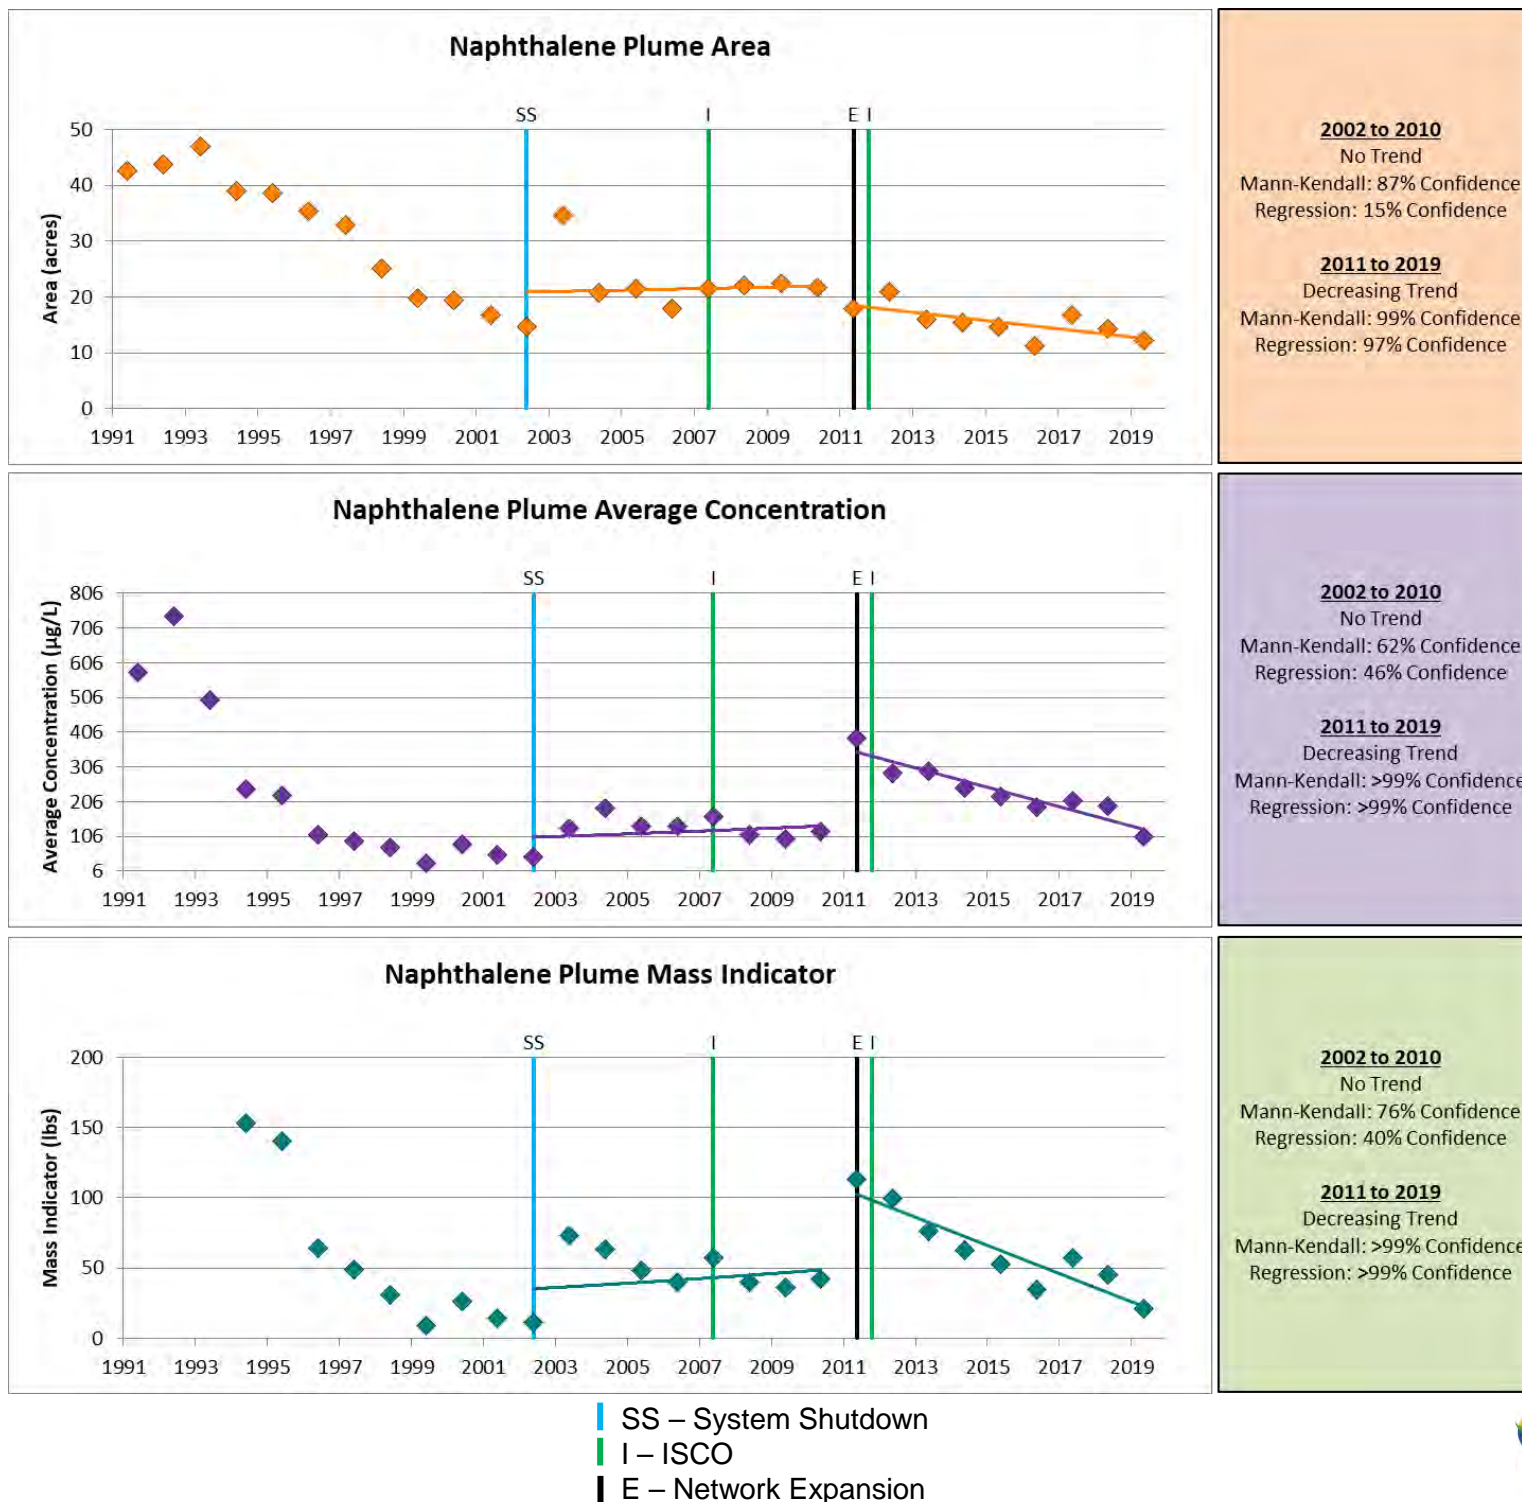 Naphthalene Plume Area
SS I E I
Area (acres)
50
40
30
20
10
0
1991 1993 1995 1997 1999 2001 2003 2005 2007 2009 2011 2013 2015 2017 2019
2002 to 2010
No Trend
Mann-Kendall: 87% Confidence
Regression: 15% Confidence
2011 to 2019
Decreasing Trend
Mann-Kendall: 99% Confidence
Regression: 97% Confidence
Naphthalene Plume Average Concentration
SS I E I
Average Concentration (µg/L)
806
706
606
506
406
306
206
106
6
1991 1993 1995 1997 1999 2001 2003 2005 2007 2009 2011 2013 2015 2017 2019
2002 to 2010
No Trend
Mann-Kendall: 62% Confidence
Regression: 46% Confidence
2011 to 2019
Decreasing Trend
Mann-Kendall: >99% Confidence
Regression: >99% Confidence
Naphthalene Plume Mass Indicator
SS I E I
Mass Indicator (lbs)
200
150
100
50
0
1991 1993 1995 1997 1999 2001 2003 2005 2007 2009 2011 2013 2015 2017 2019
2002 to 2010
No Trend
Mann-Kendall: 76% Confidence
Regression: 40% Confidence
2011 to 2019
Decreasing Trend
Mann-Kendall: >99% Confidence
Regression: >99% Confidence
SS – System Shutdown
I – ISCO
E – Network Expansion